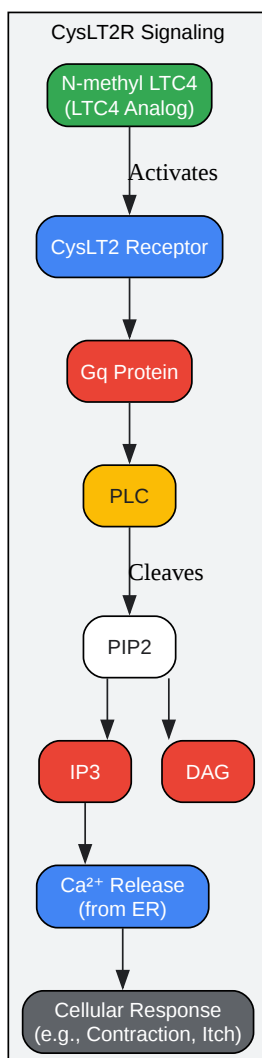 CysLT2R Signaling
N-methyl LTC4
(LTC4 Analog)
Activates
CysLT2 Receptor
Gq Protein
PLC
Cleaves
PIP2
IP3
DAG
Ca²⁺ Release
(from ER)
Cellular Response
(e.g., Contraction, Itch)